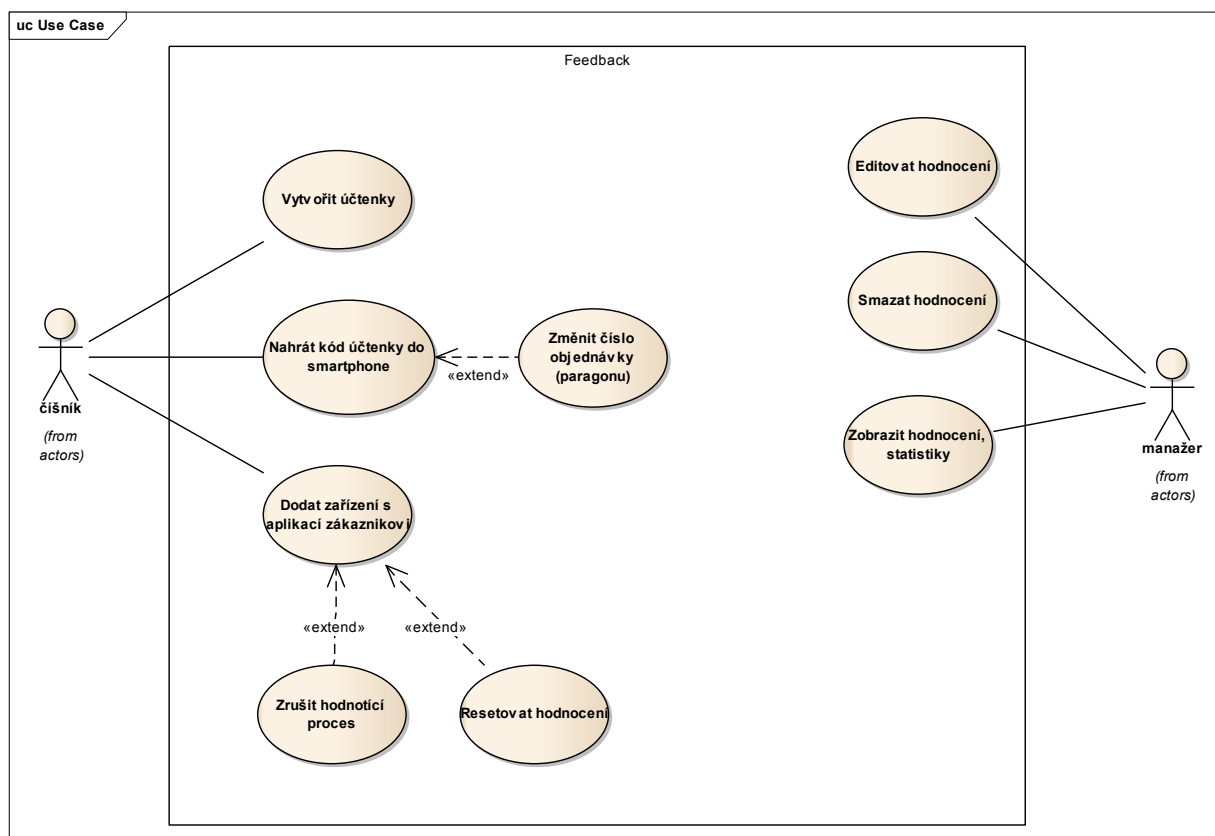 uc Use Case
Feedback
Vytvořit účtenky
Editovat hodnocení
Smazat hodnocení
Nahrát kód účtenky do
smartphone
«extend»
Změnit číslo
objednávky
(paragonu)
číšník
(from
actors)
Zobrazit hodnocení,
statistiky
manažer
(from
actors)
Dodat zařízení s
aplikací zákaznikovi
«extend»
«extend»
Zrušit hodnotící
proces
Resetovat hodnocení